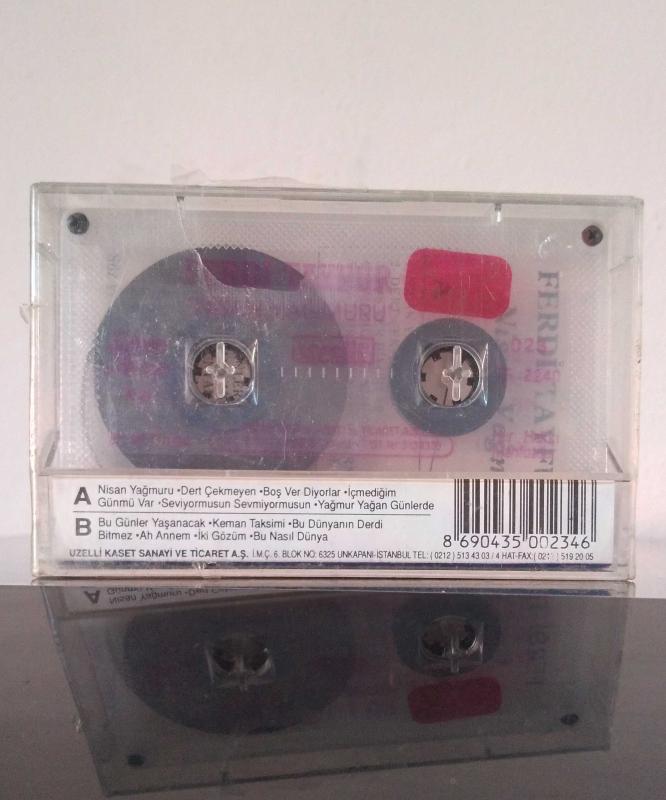 FERDİ TAYFUR
A Nisan Yağmuru •Dert Çekmeyen •Boş Ver Diyorlar •İçmediğim
Günmü Var •Seviyormusun Sevmiyormusun •Yağmur Yağan Günlerde
B Bu Günler Yaşanacak •Keman Taksimi •Bu Dünyanın Derdi
Bitmez •Ah Annem •İki Gözüm •Bu Nasıl Dünya
8 690435 002346
UZELLİ KASET SANAYİ VE TİCARET A.Ş. İ.M.Ç. 6. BLOK NO: 6325 UNKAPANI-İSTANBUL TEL: ( 0212 ) 513 43 03 / 4 HAT-FAX: 519 20 05